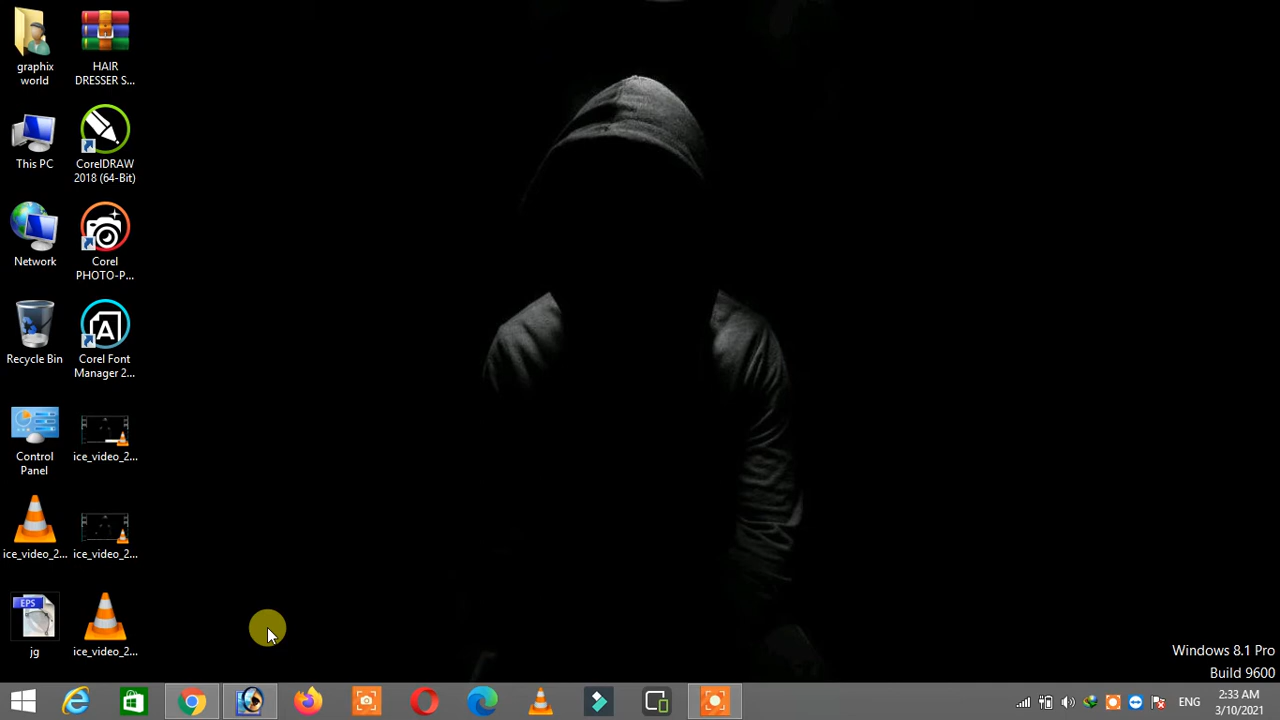 graphix
world
HAIR
DRESSER S...
This PC
CorelDRAW
2018 (64-Bit)
Network
Corel
PHOTO-P...
Recycle Bin
Corel Font
Manager 2...
Control
Panel
ice_video_2...
ice_video_2...
ice_video_2...
EPS
jg
ice_video_2...
Windows 8.1 Pro
Build 9600
ENG
2:33 AM
3/10/2021